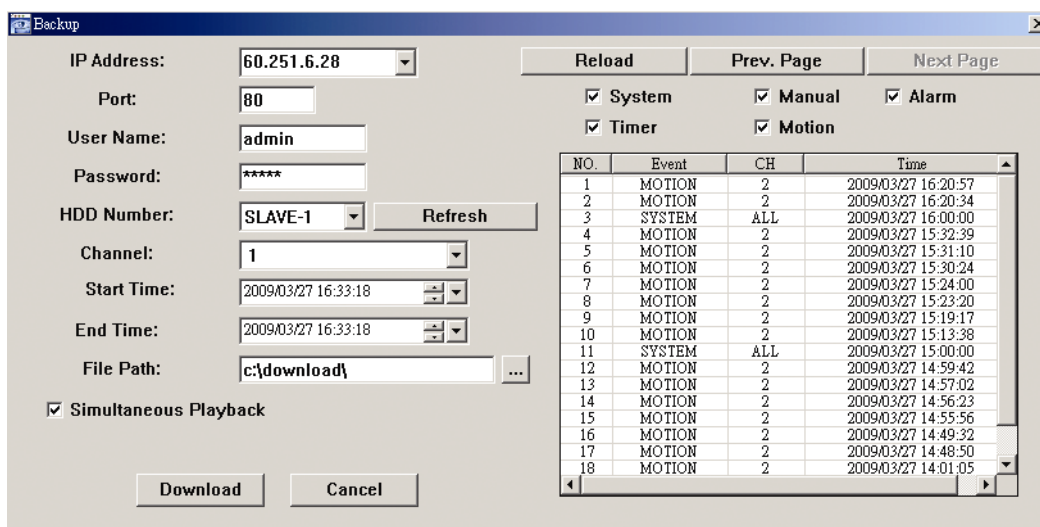 Backup
IP Address: 60.251.6.28
Port: 80
User Name: admin
Password: *****
HDD Number: SLAVE-1 Refresh
Channel: 1
Start Time: 2009/03/27 16:33:18
End Time: 2009/03/27 16:33:18
File Path: c:\download\ ...
Simultaneous Playback
Download Cancel
Reload Prev. Page Next Page
System Manual Alarm
Timer Motion
NO. Event CH Time
1 MOTION 2 2009/03/27 16:20:57
2 MOTION 2 2009/03/27 16:20:34
3 SYSTEM ALL 2009/03/27 16:00:00
4 MOTION 2 2009/03/27 15:32:39
5 MOTION 2 2009/03/27 15:31:10
6 MOTION 2 2009/03/27 15:30:24
7 MOTION 2 2009/03/27 15:24:00
8 MOTION 2 2009/03/27 15:23:20
9 MOTION 2 2009/03/27 15:19:17
10 MOTION 2 2009/03/27 15:13:38
11 SYSTEM ALL 2009/03/27 15:00:00
12 MOTION 2 2009/03/27 14:59:42
13 MOTION 2 2009/03/27 14:57:02
14 MOTION 2 2009/03/27 14:56:23
15 MOTION 2 2009/03/27 14:55:56
16 MOTION 2 2009/03/27 14:49:32
17 MOTION 2 2009/03/27 14:48:50
18 MOTION 2 2009/03/27 14:01:05